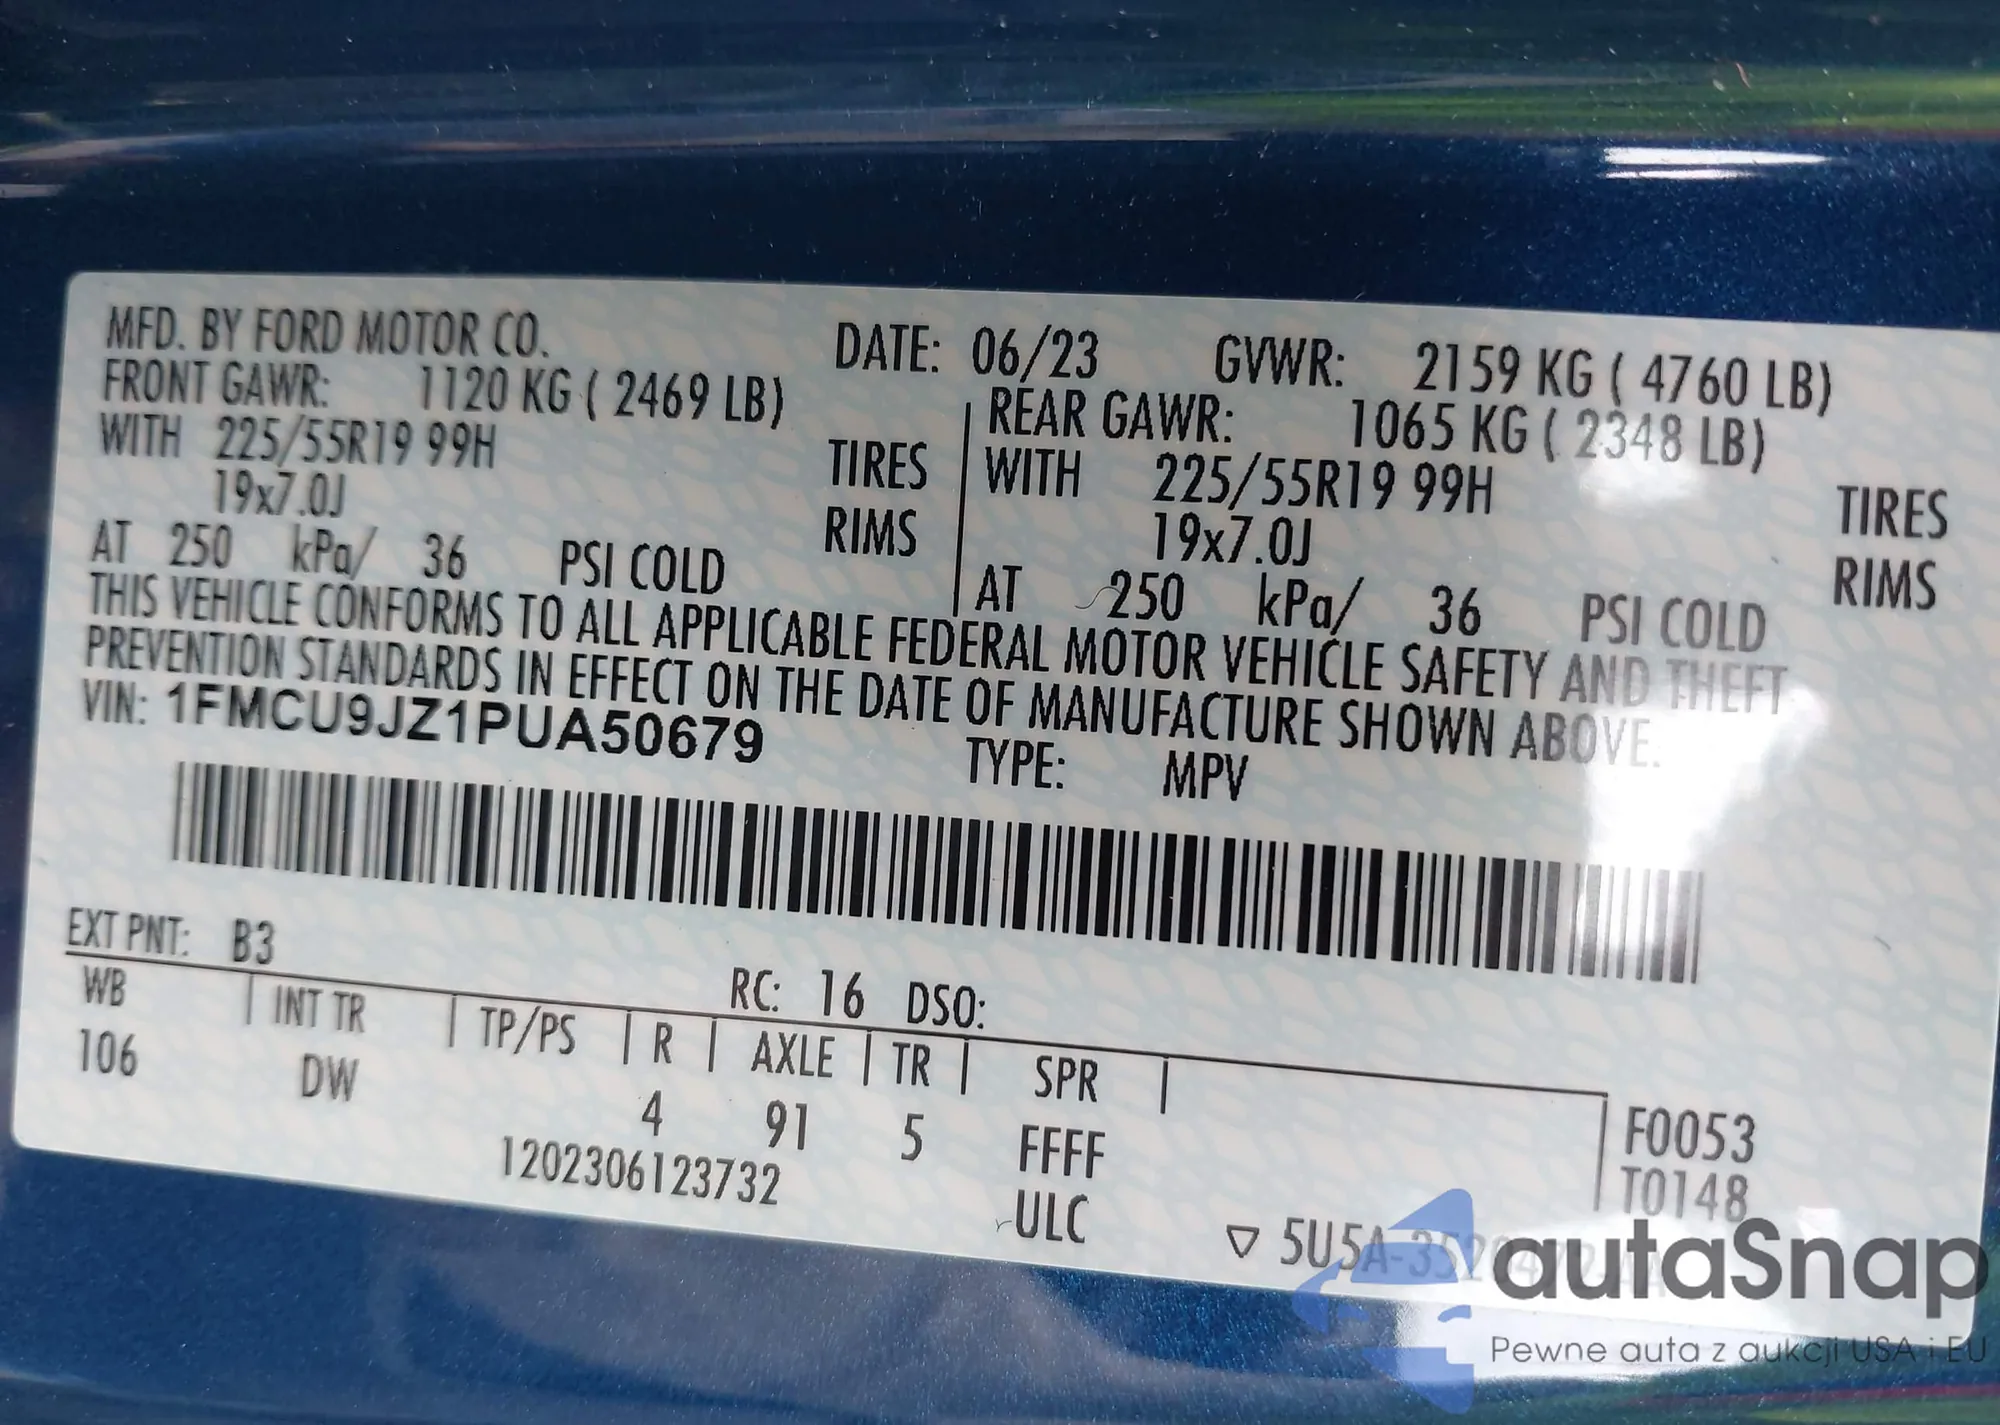 MFD. BY FORD MOTOR CO. DATE: 06/23 GVWR: 2159 KG ( 4760 LB)
FRONT GAWR: 1120 KG ( 2469 LB) REAR GAWR: 1065 KG ( 2348 LB)
WITH 225/55R19 99H TIRES WITH 225/55R19 99H TIRES
19x7.0J RIMS 19x7.0J RIMS
AT 250 kPa/ 36 PSI COLD AT 250 kPa/ 36 PSI COLD
THIS VEHICLE CONFORMS TO ALL APPLICABLE FEDERAL MOTOR VEHICLE SAFETY AND THEFT
PREVENTION STANDARDS IN EFFECT ON THE DATE OF MANUFACTURE SHOWN ABOVE.
VIN: 1FMCU9JZ1PUA50679 TYPE: MPV
EXT PNT: B3 RC: 16 DSO:
WB INT TR TP/PS R AXLE TR SPR
106 DW 4 91 5 FFFF F0053
1202306123732 ULC T0148
▽ 5U5A-3520472-AA
autaSnap
Pewne auta z aukcji USA i EU